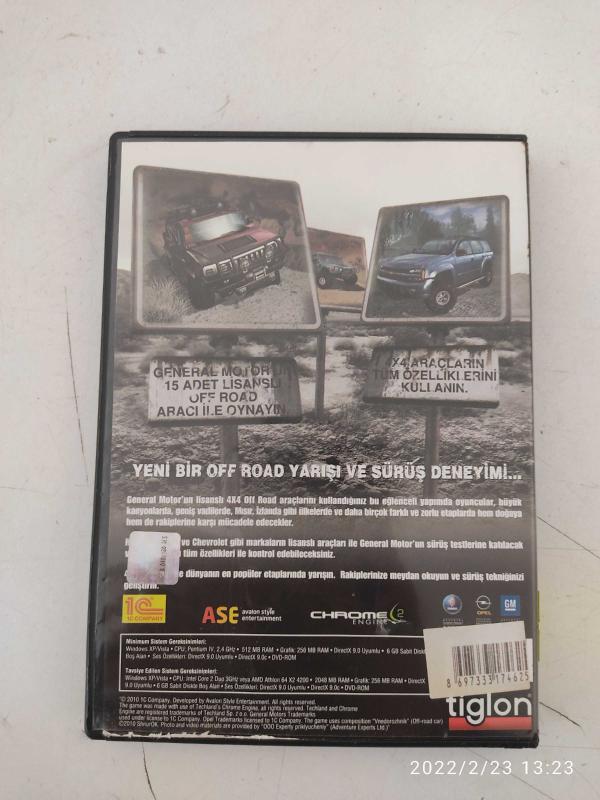 GENERAL MOTOR'UN
15 ADET LİSANSLI
OFF ROAD
ARACI İLE OYNAYIN.
X4 ARAÇLARIN
TÜM ÖZELLİKLERİNİ
KULLANIN.
YENİ BİR OFF ROAD YARIŞI VE SÜRÜŞ DENEYİMİ...
General Motor'un lisanslı 4X4 Off Road araçlarını kullandığınız bu eğlenceli yapımda oyuncular, büyük
kanyonlarda, geniş vadilerde, Mısır, İzlanda gibi ülkelerde ve daha birçok farklı ve zorlu etaplarda hem doğaya
hem de rakiplerine karşı mücadele edecekler.
ve Chevrolet gibi markaların lisanslı araçları ile General Motor'un sürüş testlerine katılacak
tüm özellikleri ile kontrol edebileceksiniz.
dünyanın en popüler etaplarında yarışın. Rakiplerinize meydan okuyun ve sürüş tekniğinizi
geliştirin.
1C
1C COMPANY
ASE avalon style
entertainment
CHROME 2
ENGINE
OPEL
GM
Minimum Sistem Gereksinimleri:
Windows XP/Vista • CPU: Pentium IV, 2.4 GHz • 512 MB RAM • Grafik: 256 MB RAM • DirectX 9.0 Uyumlu • 6 GB Sabit Diskte
Boş Alan • Ses Özellikleri: DirectX 9.0 Uyumlu • DirectX 9.0c • DVD-ROM
Tavsiye Edilen Sistem Gereksinimleri:
Windows XP/Vista • CPU: Intel Core 2 Duo 3GHz veya AMD Athlon 64 X2 4200 • 2048 MB RAM • Grafik: 256 MB RAM • DirectX
9.0 Uyumlu • 6 GB Sabit Diskte Boş Alan • Ses Özellikleri: DirectX 9.0 Uyumlu • DirectX 9.0c • DVD-ROM
8 697333 174625
tiglon
© 2010 1C Company. Developed by Avalon Style Entertainment. All rights reserved.
The game was made with use of Techland's Chrome Engine. All rights reserved. Techland and Chrome
Engine are registered trademarks of Techland Sp. z o.o. General Motors Trademarks
used under license to 1C Company. Opel Trademarks licensed to 1C Company. The game uses composition "Vnedorozhnik" (Off-road car)
©2010 ShnurOK. Photo and video materials are provided by "OOO Experty priklyucheniy" (Adventure Experts Ltd.)
2022/2/23 13:23